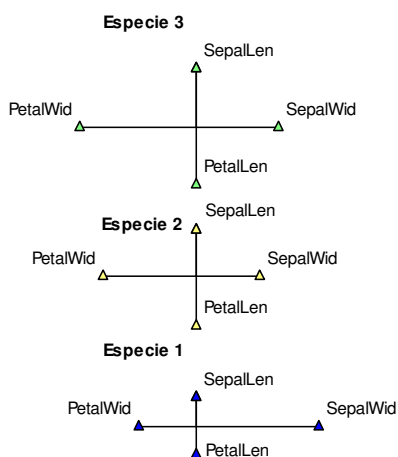 Especie 3
SepalLen
PetalWid SepalWid
PetalLen
SepalLen
Especie 2
PetalWid SepalWid
PetalLen
Especie 1
SepalLen
PetalWid SepalWid
PetalLen